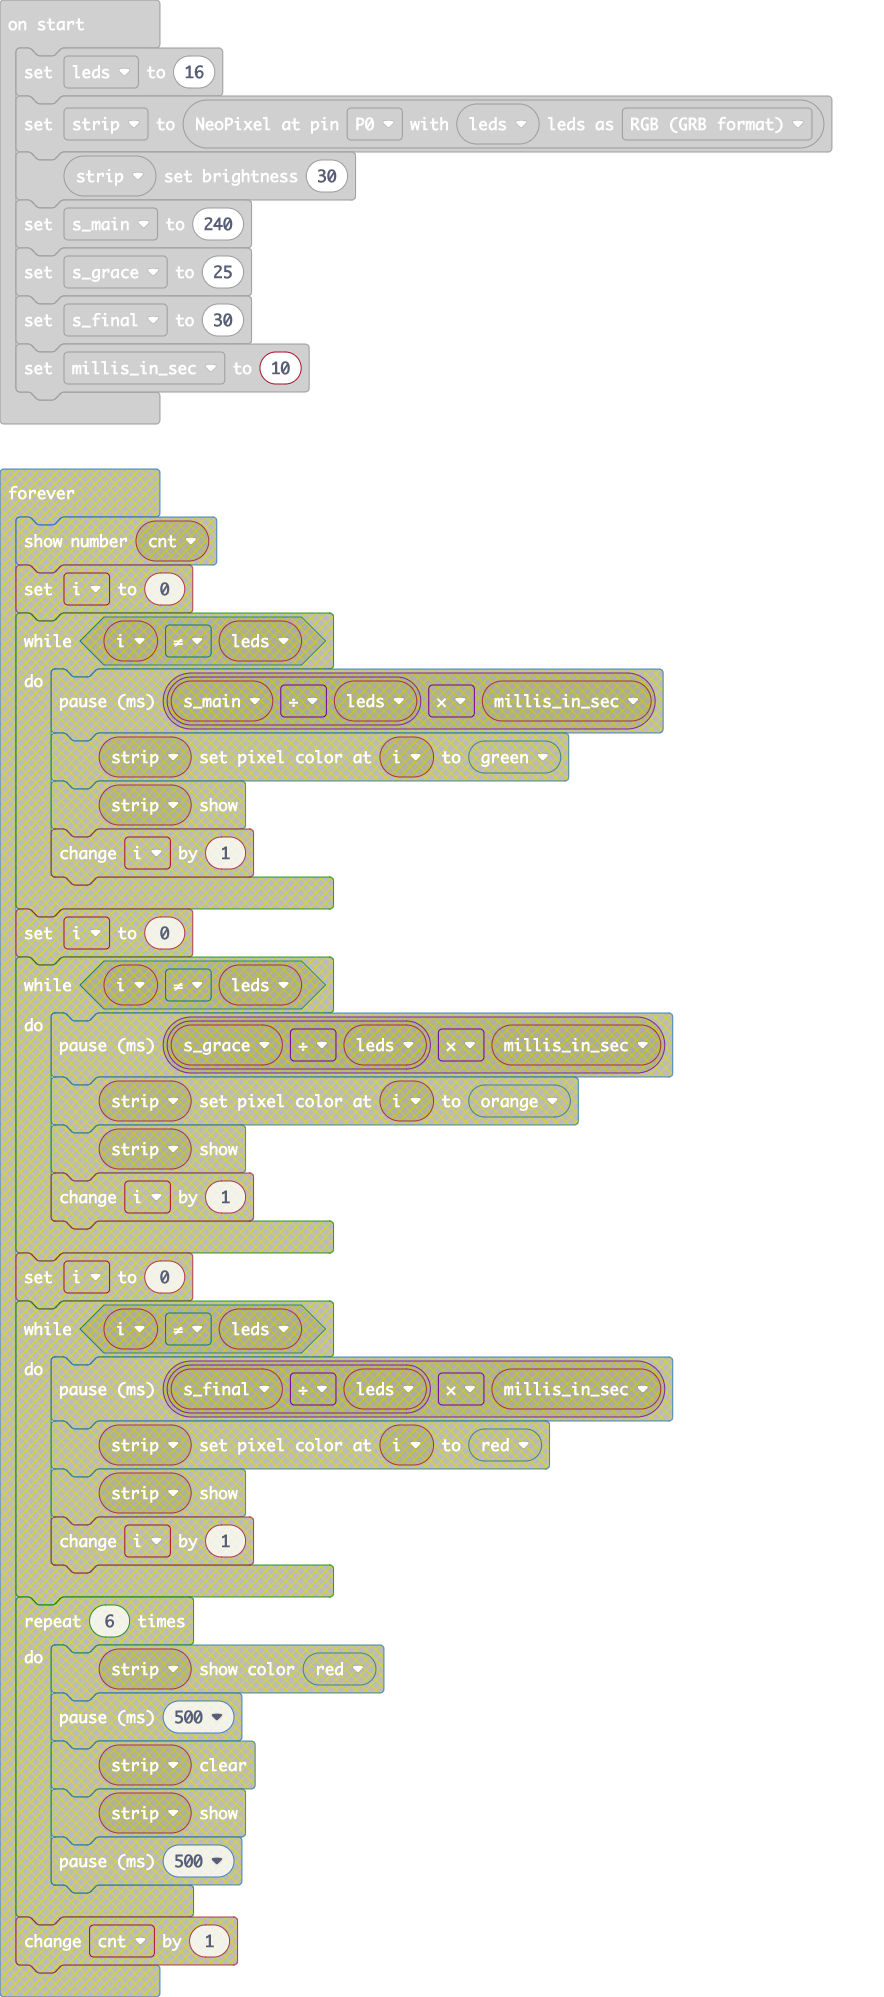 on start
set leds to 16
set strip to NeoPixel at pin P0 with leds leds as RGB (GRB format)
strip set brightness 30
set s_main to 240
set s_grace to 25
set s_final to 30
set millis_in_sec to 10
forever
show number cnt
set i to 0
while i ≠ leds
do
pause (ms) s_main ÷ leds × millis_in_sec
strip set pixel color at i to green
strip show
change i by 1
set i to 0
while i ≠ leds
do
pause (ms) s_grace ÷ leds × millis_in_sec
strip set pixel color at i to orange
strip show
change i by 1
set i to 0
while i ≠ leds
do
pause (ms) s_final ÷ leds × millis_in_sec
strip set pixel color at i to red
strip show
change i by 1
repeat 6 times
do
strip show color red
pause (ms) 500
strip clear
strip show
pause (ms) 500
change cnt by 1